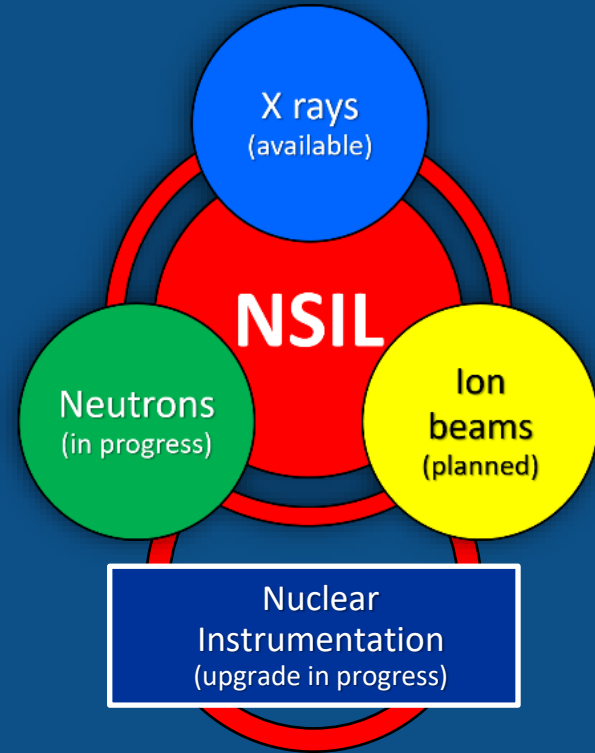 X rays
(available)
NSIL
Neutrons
(in progress)
Ion
beams
(planned)
Nuclear
Instrumentation
(upgrade in progress)